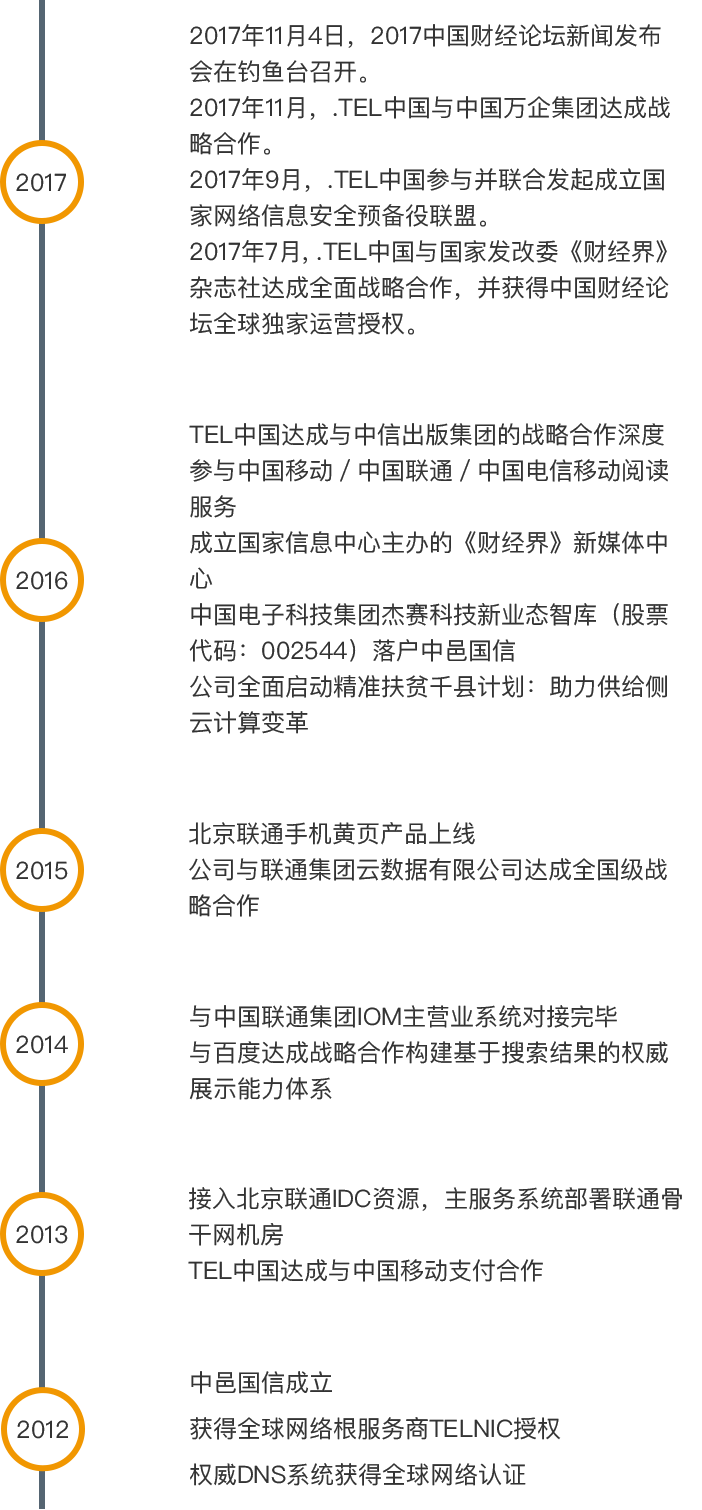 2017年11月4日，2017中国财经论坛新闻发布
会在钓鱼台召开。
2017年11月，.TEL中国与中国万企集团达成战
略合作。
2017
2017年9月，.TEL中国参与并联合发起成立国
家网络信息安全预备役联盟。
2017年7月, .TEL中国与国家发改委《财经界》
杂志社达成全面战略合作，并获得中国财经论
坛全球独家运营授权。
TEL中国达成与中信出版集团的战略合作深度
参与中国移动 / 中国联通 / 中国电信移动阅读
服务
成立国家信息中心主办的《财经界》新媒体中
心
2016
中国电子科技集团杰赛科技新业态智库（股票
代码：002544）落户中邑国信
公司全面启动精准扶贫千县计划：助力供给侧
云计算变革
北京联通手机黄页产品上线
2015
公司与联通集团云数据有限公司达成全国级战
略合作
与中国联通集团IOM主营业系统对接完毕
2014
与百度达成战略合作构建基于搜索结果的权威
展示能力体系
接入北京联通IDC资源，主服务系统部署联通骨
干网机房
2013
TEL中国达成与中国移动支付合作
中邑国信成立
2012
获得全球网络根服务商TELNIC授权
权威DNS系统获得全球网络认证